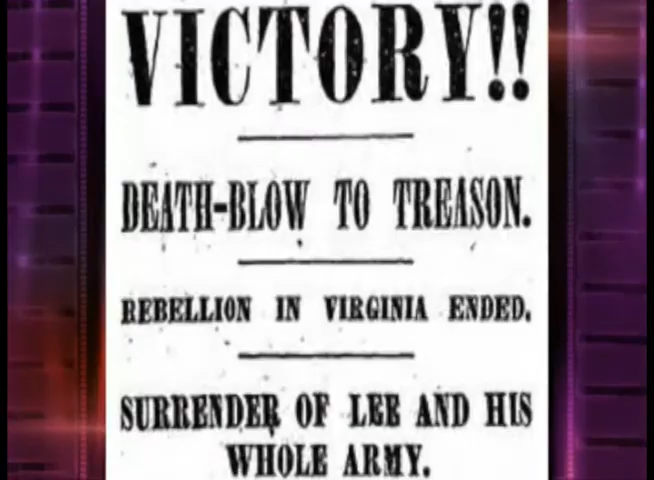 VICTORY!!
DEATH-BLOW TO TREASON.
REBELLION IN VIRGINIA ENDED.
SURRENDER OF LEE AND HIS
WHOLE ARMY.